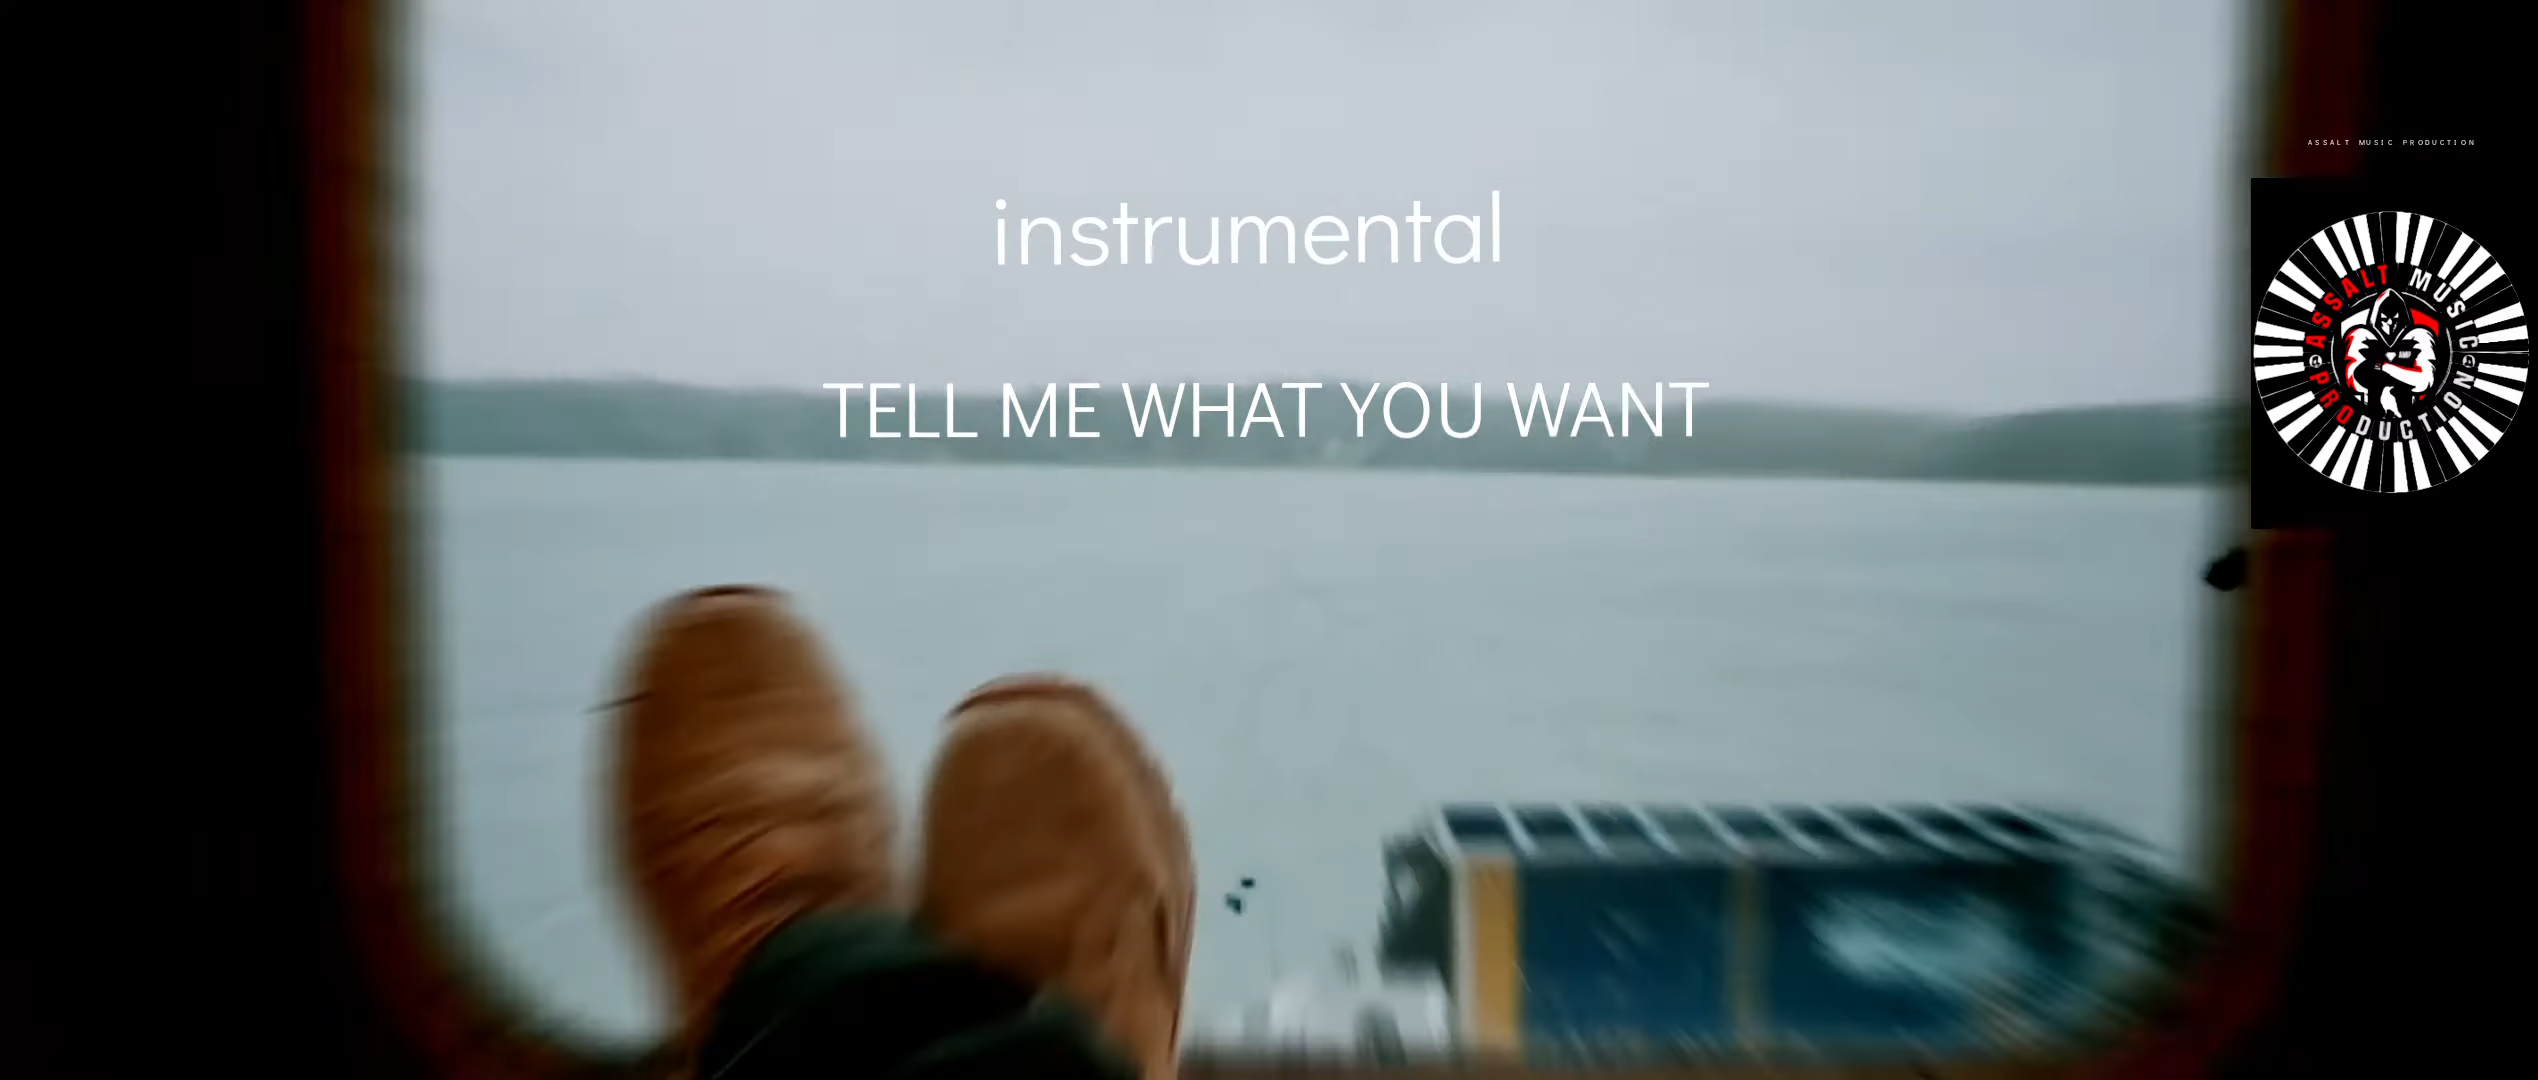 instrumental
TELL ME WHAT YOU WANT
ASSALT MUSIC PRODUCTION
ASSALT MUSIC
PRODUCTION